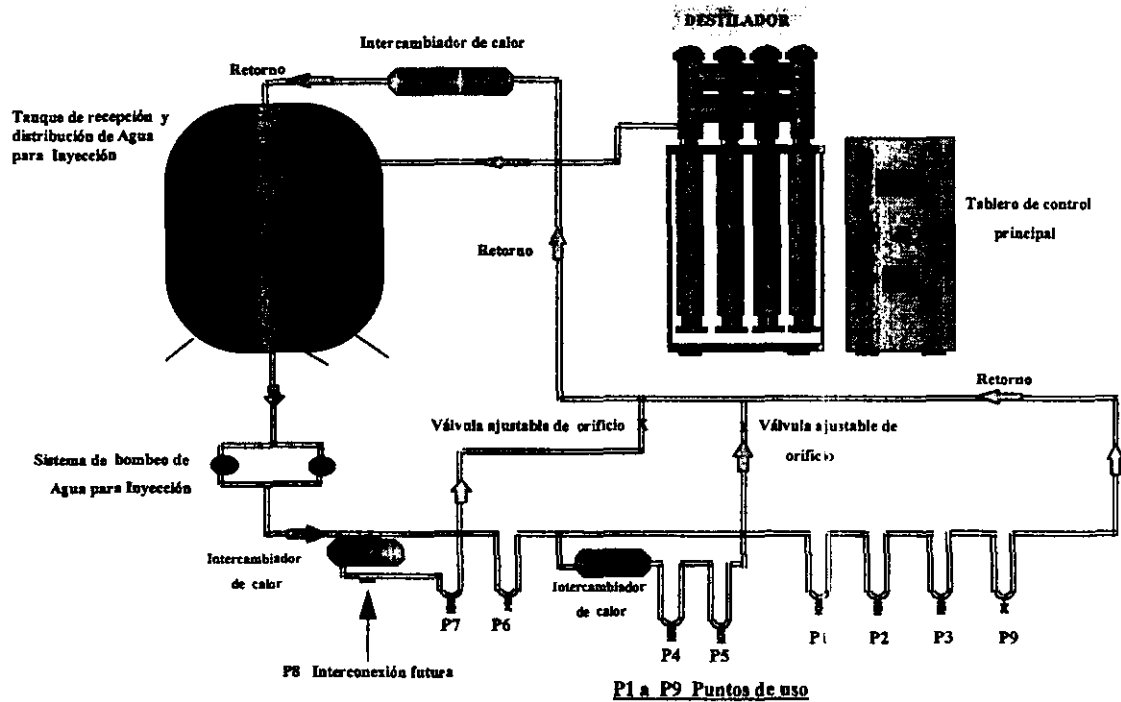 DESTILADOR
Intercambiador de calor
Retorno
Tanque de recepción y
distribución de Agua
para Inyección
Tablero de control
principal
Retorno
Retorno
Válvula ajustable de orificio
Válvula ajustable de
orificio
Sistema de bombeo de
Agua para Inyección
Intercambiador
de calor
Intercambiador
de calor
P7
P6
P4
P5
P1
P2
P3
P9
P8 Interconexión futura
P1 a P9 Puntos de uso